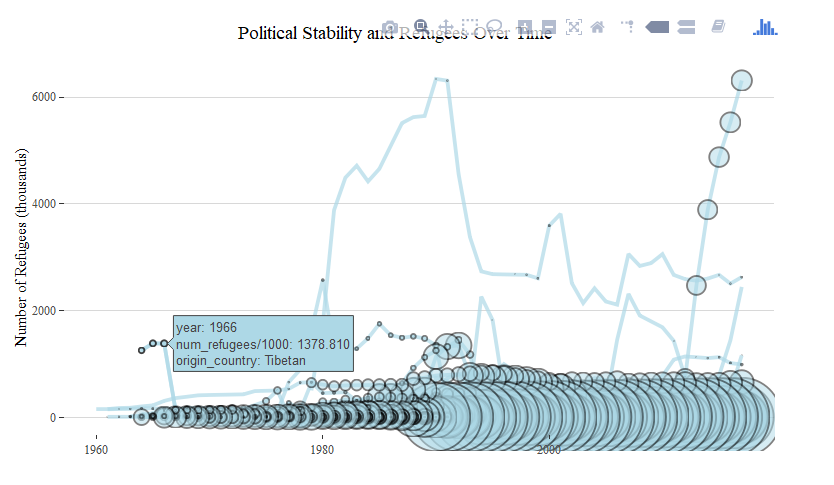 Political Stability and Refugees Over Time
Number of Refugees (thousands)
6000
4000
2000
0
year: 1966
num_refugees/1000: 1378.810
origin_country: Tibetan
1960
1980
2000